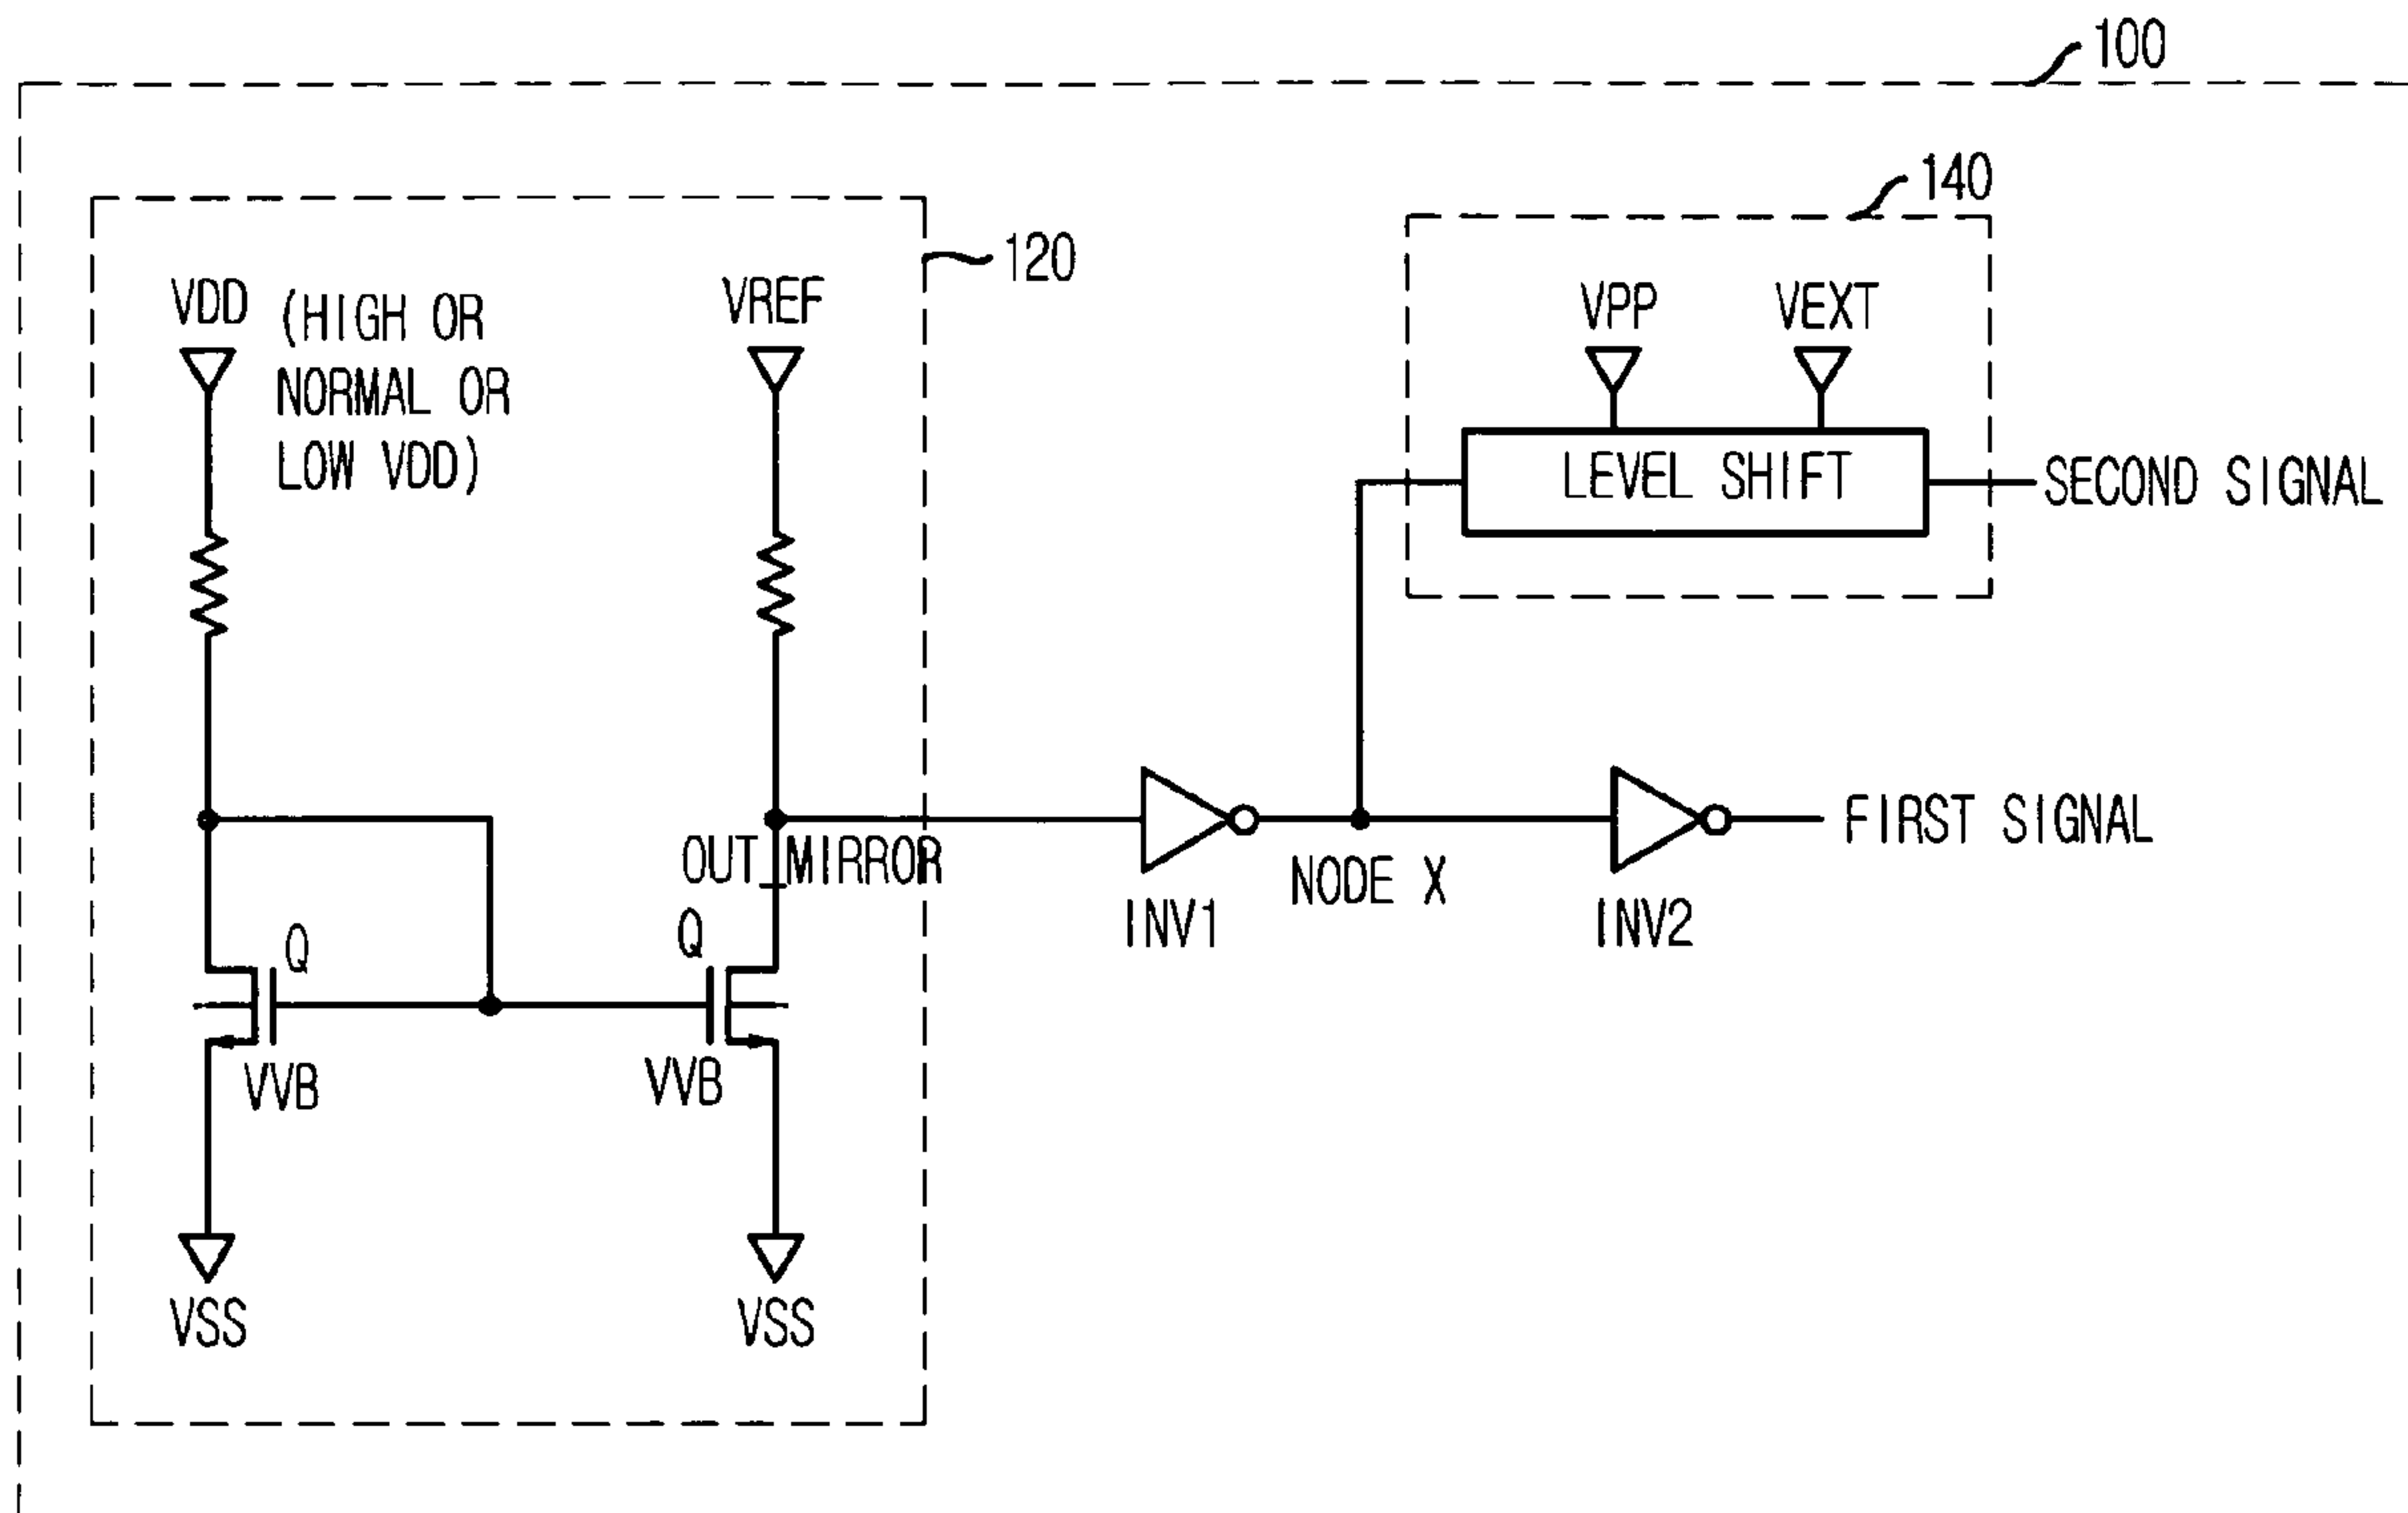 100
140
120
VDD
(HIGH OR
NORMAL OR
LOW VDD)
VREF
VPP
VEXT
LEVEL SHIFT
SECOND SIGNAL
OUT_MIRROR
INV1
NODE X
INV2
FIRST SIGNAL
Q
Q
VVB
VVB
VSS
VSS